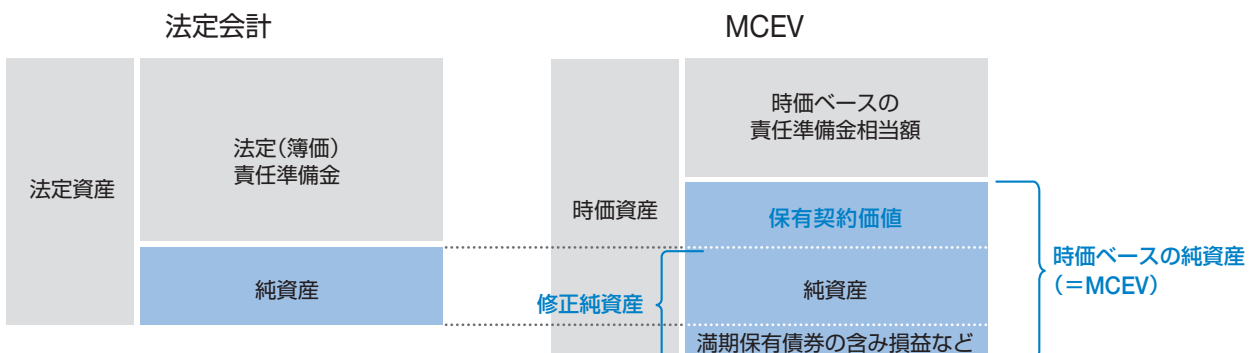 法定会計
MCEV
法定資産
法定(簿価)
責任準備金
純資産
時価資産
時価ベースの
責任準備金相当額
保有契約価値
純資産
満期保有債券の含み損益など
修正純資産
時価ベースの純資産
(=MCEV)